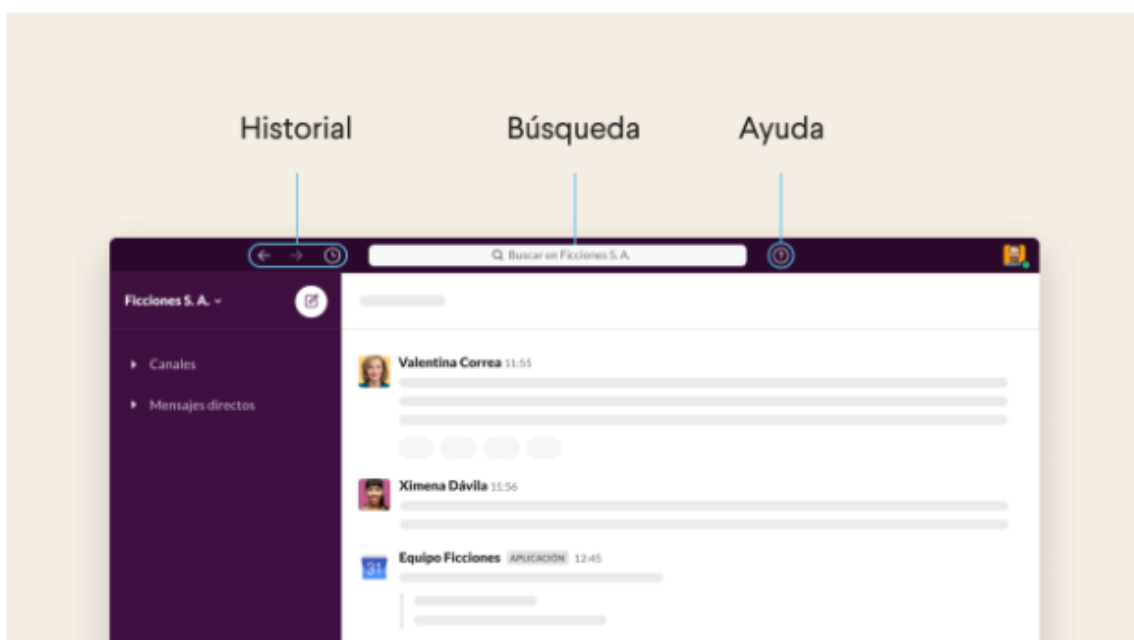 Historial
Búsqueda
Ayuda
Buscar en Ficciones S. A.
Ficciones S. A.
Canales
Mensajes directos
Valentina Correa 11:55
Ximena Dávila 11:56
Equipo Ficciones APLICACIÓN 12:45
31